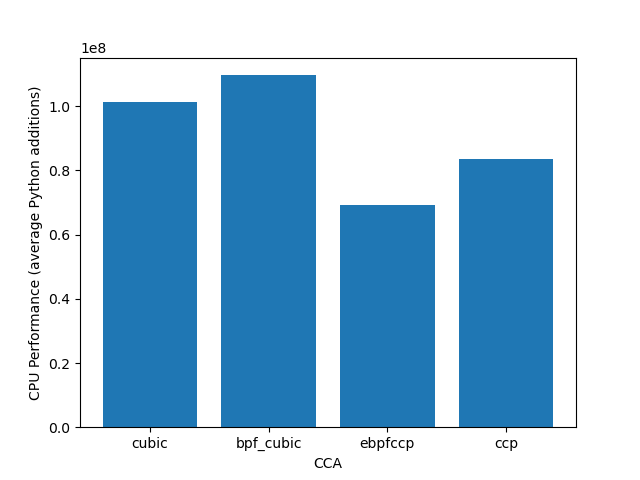 1e8
CPU Performance (average Python additions)
1.0
0.8
0.6
0.4
0.2
0.0
cubic
bpf_cubic
ebpfccp
ccp
CCA